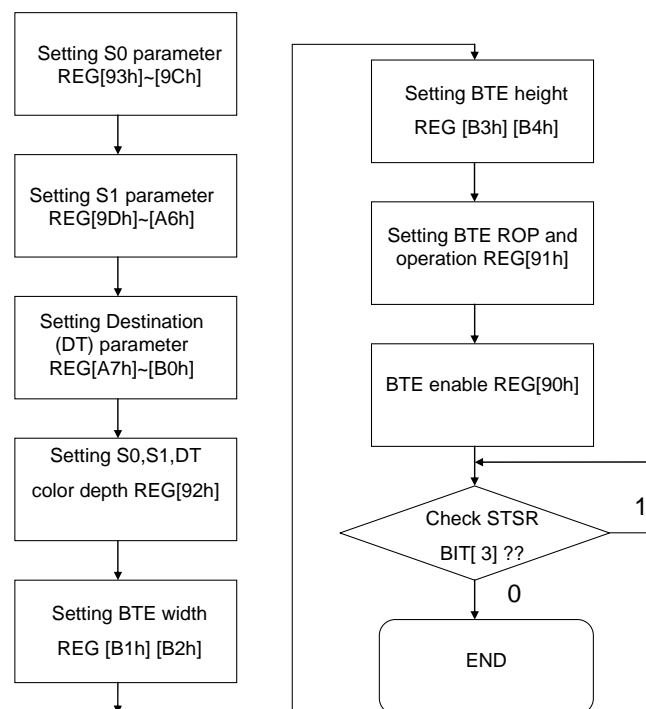 Setting S0 parameter
REG[93h]~[9Ch]
Setting S1 parameter
REG[9Dh]~[A6h]
Setting Destination
(DT) parameter
REG[A7h]~[B0h]
Setting S0,S1,DT
color depth REG[92h]
Setting BTE width
REG [B1h] [B2h]
Setting BTE height
REG [B3h] [B4h]
Setting BTE ROP and
operation REG[91h]
BTE enable REG[90h]
Check STSR
BIT[ 3] ??
1
0
END